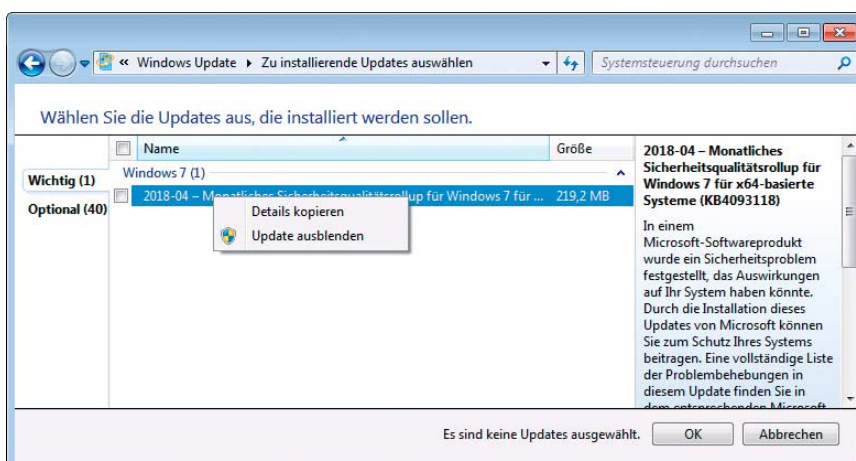 « Windows Update ▸ Zu installierende Updates auswählen
Systemsteuerung durchsuchen
Wählen Sie die Updates aus, die installiert werden sollen.
Name
Größe
Wichtig (1)
Optional (40)
Windows 7 (1)
2018-04 – Monatliches Sicherheitsqualitätsrollup für Windows 7 für ... 219,2 MB
Details kopieren
Update ausblenden
2018-04 – Monatliches
Sicherheitsqualitätsrollup für
Windows 7 für x64-basierte
Systeme (KB4093118)
In einem
Microsoft-Softwareprodukt
wurde ein Sicherheitsproblem
festgestellt, das Auswirkungen
auf Ihr System haben könnte.
Durch die Installation dieses
Updates von Microsoft können
Sie zum Schutz Ihres Systems
beitragen. Eine vollständige Liste
der Problembehebungen in
diesem Update finden Sie in
dem entsprechenden Microsoft
Es sind keine Updates ausgewählt.
OK
Abbrechen